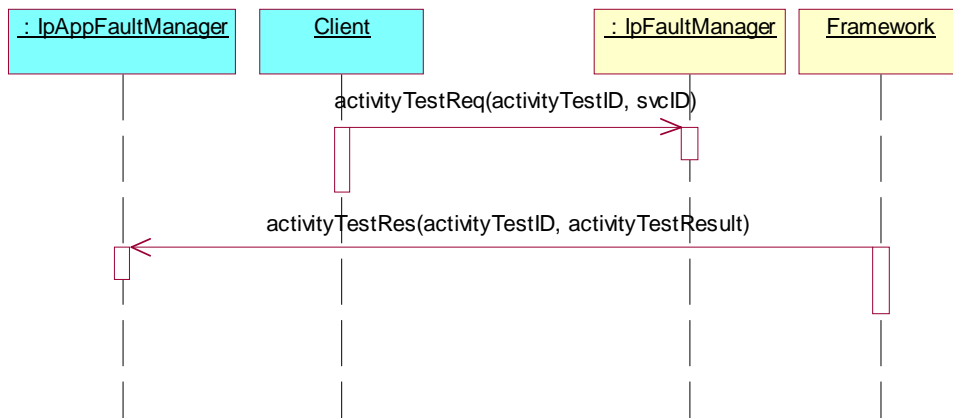 : IpAppFaultManager
Client
: IpFaultManager
Framework
activityTestReq(activityTestID, svcID)
activityTestRes(activityTestID, activityTestResult)